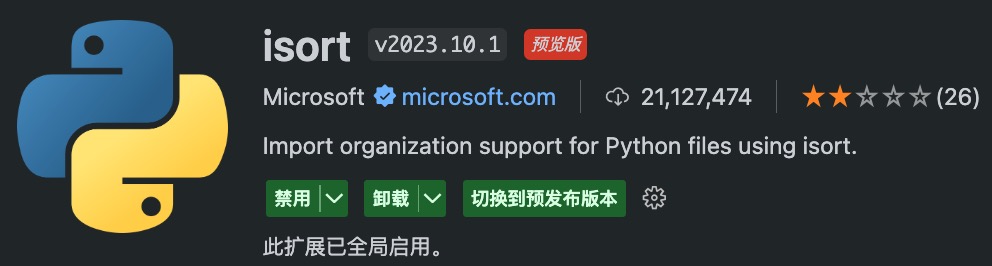 isort v2023.10.1 预览版
Microsoft microsoft.com 21,127,474 (26)
Import organization support for Python files using isort.
禁用 卸载 切换到预发布版本
此扩展已全局启用。